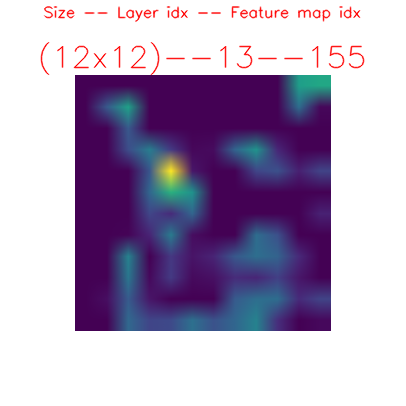 Size -- Layer idx -- Feature map idx
(12x12)--13--155